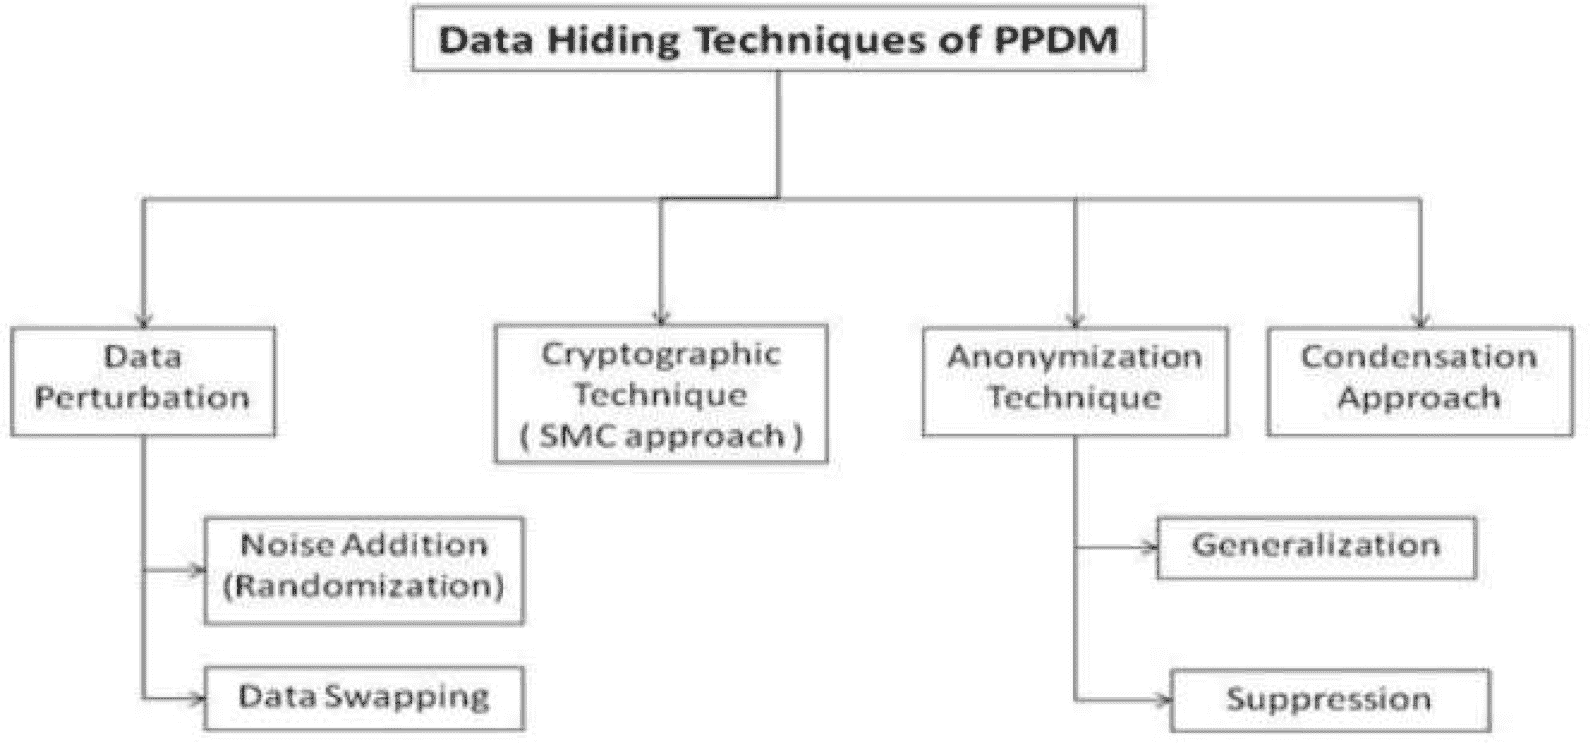 Data Hiding Techniques of PPDM
Data
Perturbation
Cryptographic
Technique
( SMC approach )
Anonymization
Technique
Condensation
Approach
Noise Addition
(Randomization)
Generalization
Data Swapping
Suppression